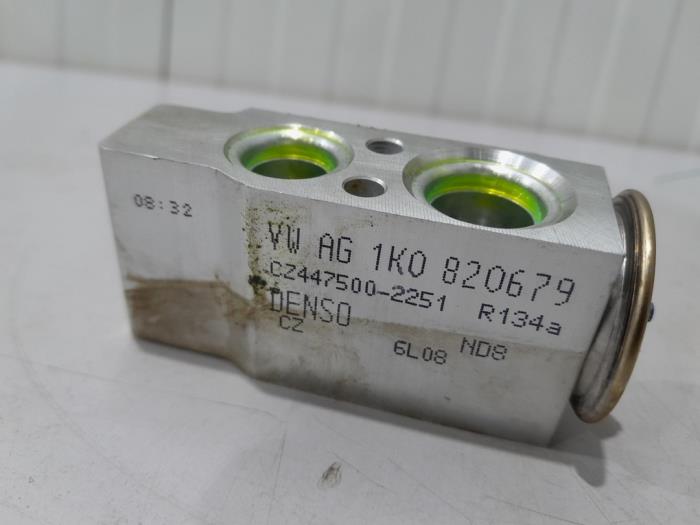 08:32
VW AG 1K0 820679
CZ447500-2251 R134a
DENSO
CZ 6L08 ND8